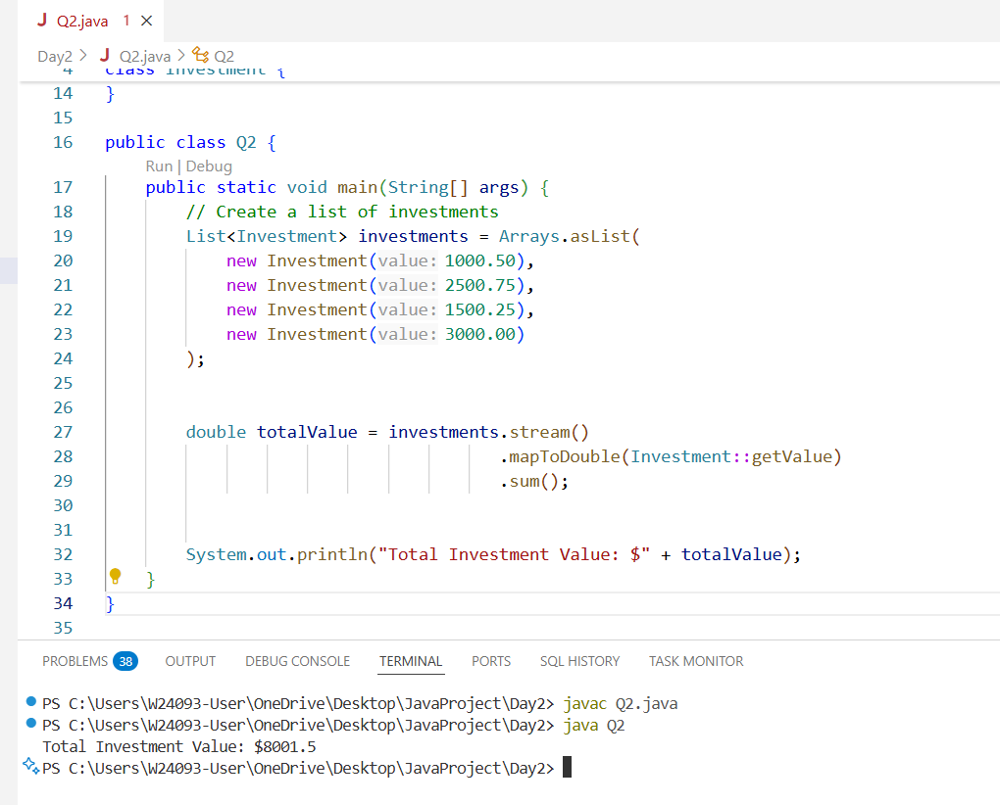 J Q2.java 1 ×
Day2 > J Q2.java > Q2
4 class Investment {
14 }
15
16 public class Q2 {
Run | Debug
17 public static void main(String[] args) {
18 // Create a list of investments
19 List<Investment> investments = Arrays.asList(
20 new Investment(value: 1000.50),
21 new Investment(value: 2500.75),
22 new Investment(value: 1500.25),
23 new Investment(value: 3000.00)
24 );
25
26
27 double totalValue = investments.stream()
28 .mapToDouble(Investment::getValue)
29 .sum();
30
31
32 System.out.println("Total Investment Value: $" + totalValue);
33 }
34 }
35
PROBLEMS 38 OUTPUT DEBUG CONSOLE TERMINAL PORTS SQL HISTORY TASK MONITOR
PS C:\Users\W24093-User\OneDrive\Desktop\JavaProject\Day2> javac Q2.java
PS C:\Users\W24093-User\OneDrive\Desktop\JavaProject\Day2> java Q2
Total Investment Value: $8001.5
PS C:\Users\W24093-User\OneDrive\Desktop\JavaProject\Day2>